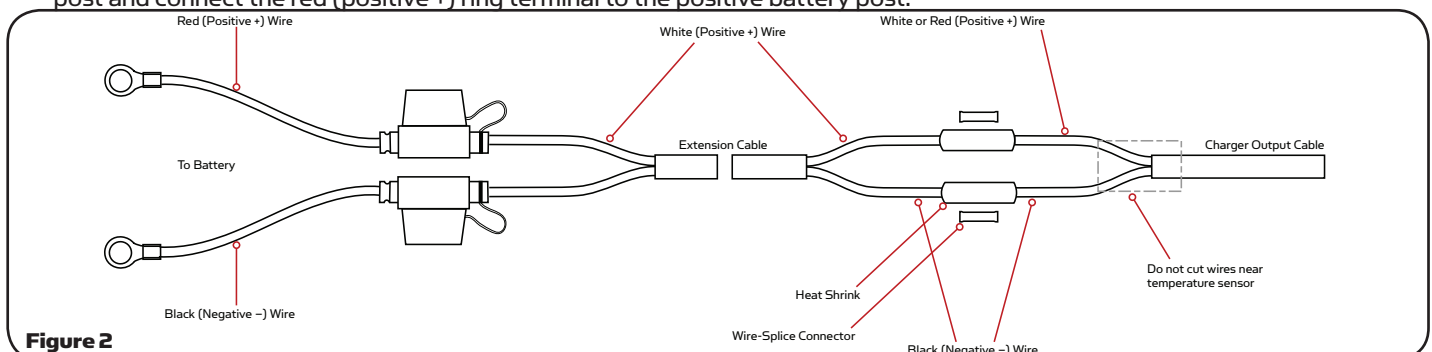 post and connect the red (positive +) ring terminal to the positive battery post.
Red (Positive +) Wire
White (Positive +) Wire
White or Red (Positive +) Wire
Extension Cable
Charger Output Cable
To Battery
Do not cut wires near
temperature sensor
Heat Shrink
Black (Negative –) Wire
Wire-Splice Connector
Black (Negative –) Wire
Figure 2